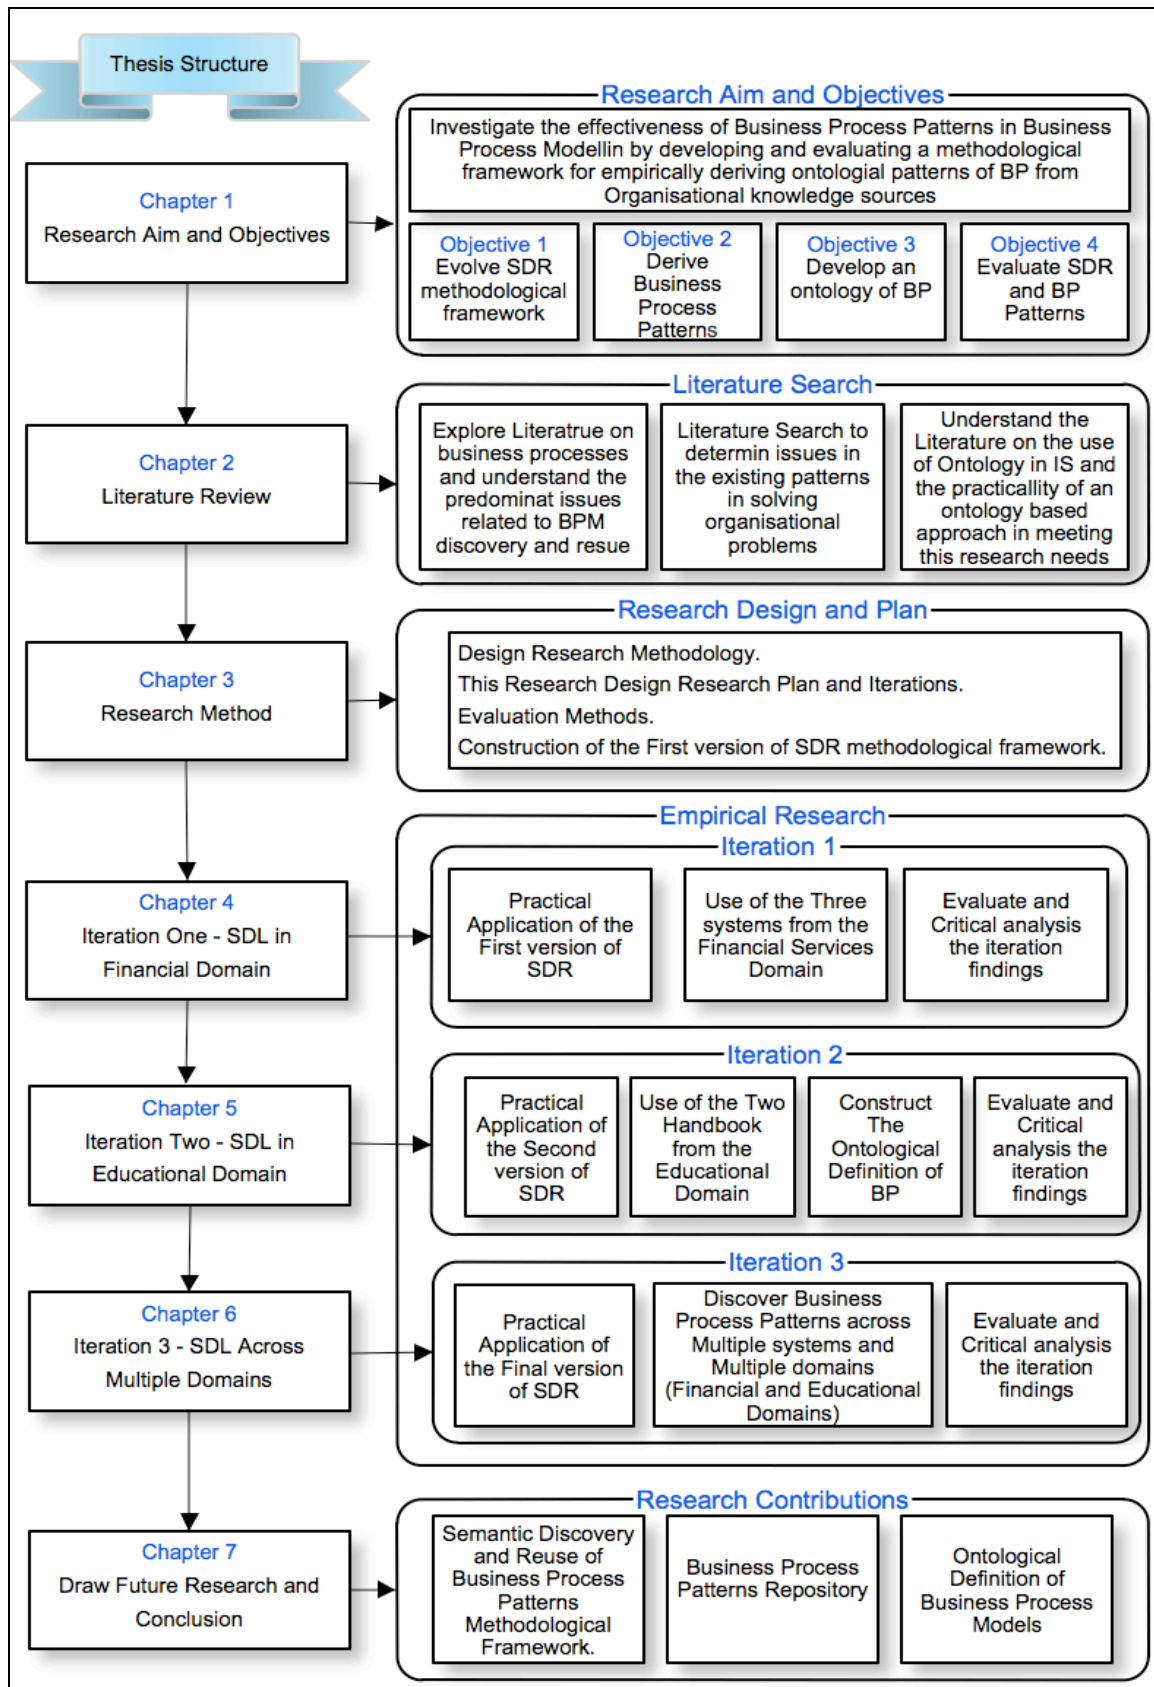 Thesis Structure
Research Aim and Objectives
Investigate the effectiveness of Business Process Patterns in Business
Process Modellin by developing and evaluating a methodological
framework for empirically deriving ontologial patterns of BP from
Organisational knowledge sources
Chapter 1
Research Aim and Objectives
Objective 1
Evolve SDR
methodological
framework
Objective 2
Derive
Business
Process
Patterns
Objective 3
Develop an
ontology of BP
Objective 4
Evaluate SDR
and BP
Patterns
Chapter 2
Literature Review
Literature Search
Explore Literatrue on
business processes
and understand the
predominat issues
related to BPM
discovery and resue
Literature Search to
determin issues in
the existing patterns
in solving
organisational
problems
Understand the
Literature on the use
of Ontology in IS and
the practicallity of an
ontology based
approach in meeting
this research needs
Chapter 3
Research Method
Research Design and Plan
Design Research Methodology.
This Research Design Research Plan and Iterations.
Evaluation Methods.
Construction of the First version of SDR methodological framework.
Empirical Research
Chapter 4
Iteration One - SDL in
Financial Domain
Iteration 1
Practical
Application of the
First version of
SDR
Use of the Three
systems from the
Financial Services
Domain
Evaluate and
Critical analysis
the iteration
findings
Chapter 5
Iteration Two - SDL in
Educational Domain
Iteration 2
Practical
Application of
the Second
version of
SDR
Use of the Two
Handbook
from the
Educational
Domain
Construct
The
Ontological
Definition of
BP
Evaluate and
Critical
analysis the
iteration
findings
Chapter 6
Iteration 3 - SDL Across
Multiple Domains
Iteration 3
Practical
Application of
the Final version
of SDR
Discover Business
Process Patterns across
Multiple systems and
Multiple domains
(Financial and Educational
Domains)
Evaluate and
Critical analysis
the iteration
findings
Chapter 7
Draw Future Research and
Conclusion
Research Contributions
Semantic Discovery
and Reuse of
Business Process
Patterns
Methodological
Framework.
Business Process
Patterns Repository
Ontological
Definition of
Business Process
Models